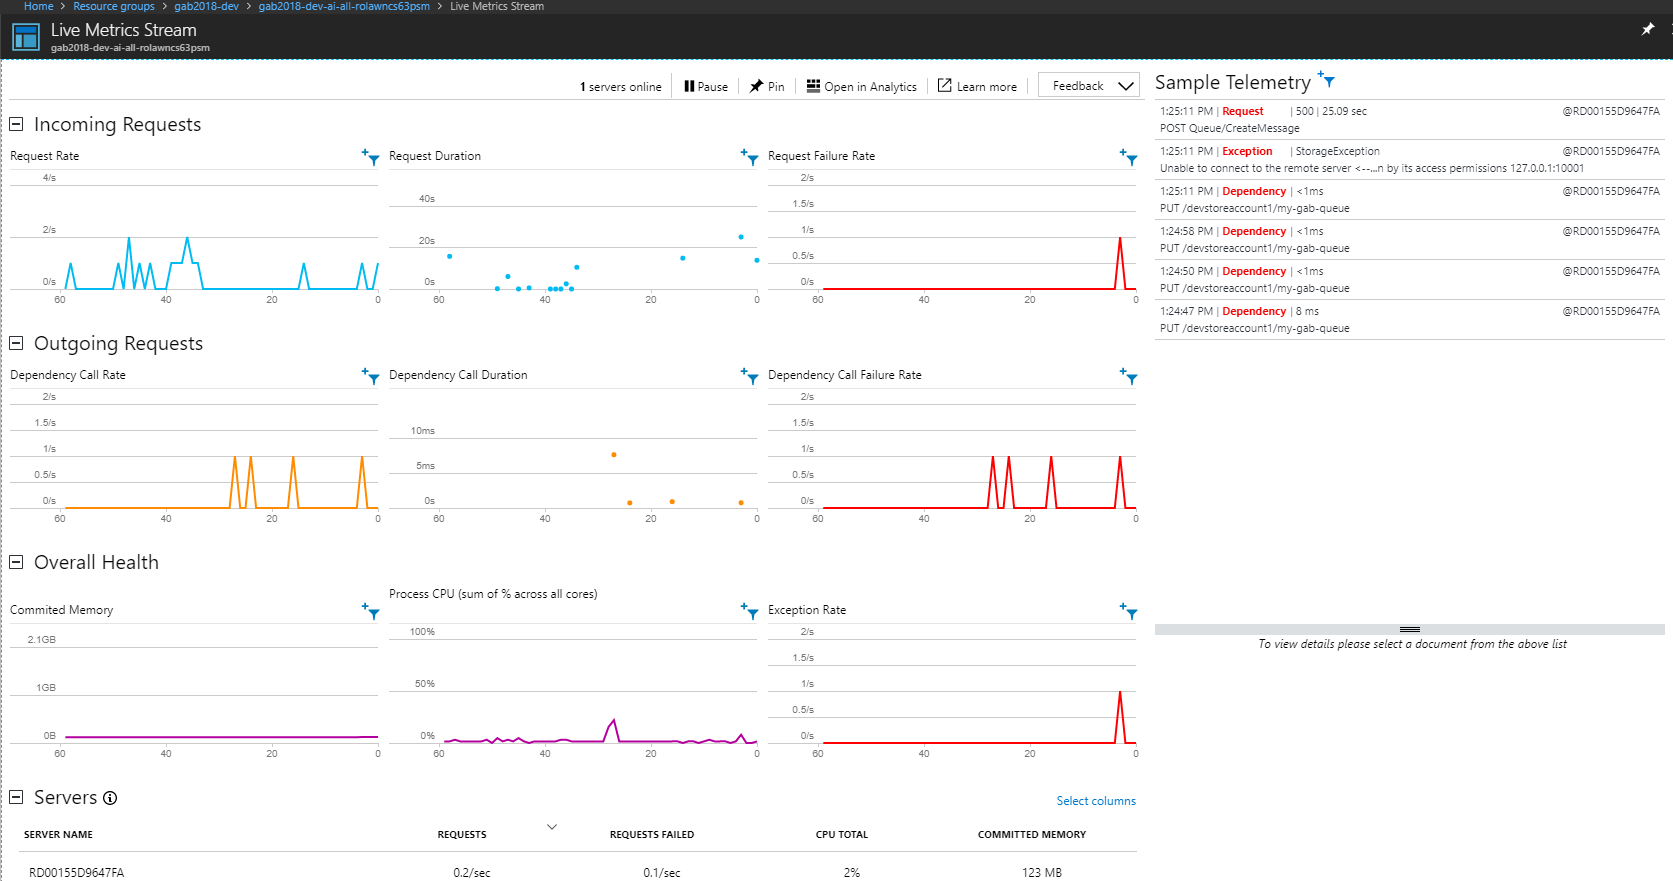 Home > Resource groups > gab2018-dev > gab2018-dev-ai-all-rolawncs63psm > Live Metrics Stream
Live Metrics Stream
gab2018-dev-ai-all-rolawncs63psm
1 servers online
Pause
Pin
Open in Analytics
Learn more
Feedback
Incoming Requests
Request Rate
4/s
2/s
0/s
60 40 20 0
Request Duration
40s
20s
0s
60 40 20 0
Request Failure Rate
2/s
1.5/s
1/s
0.5/s
0/s
60 40 20 0
Outgoing Requests
Dependency Call Rate
2/s
1.5/s
1/s
0.5/s
0/s
60 40 20 0
Dependency Call Duration
10ms
5ms
0s
60 40 20 0
Dependency Call Failure Rate
2/s
1.5/s
1/s
0.5/s
0/s
60 40 20 0
Overall Health
Commited Memory
2.1GB
1GB
0B
60 40 20 0
Process CPU (sum of % across all cores)
100%
50%
0%
60 40 20 0
Exception Rate
2/s
1.5/s
1/s
0.5/s
0/s
60 40 20 0
Servers
Select columns
SERVER NAME REQUESTS REQUESTS FAILED CPU TOTAL COMMITTED MEMORY
RD00155D9647FA 0.2/sec 0.1/sec 2% 123 MB
Sample Telemetry
1:25:11 PM | Request | 500 | 25.09 sec @RD00155D9647FA
POST Queue/CreateMessage
1:25:11 PM | Exception | StorageException @RD00155D9647FA
Unable to connect to the remote server <--...n by its access permissions 127.0.0.1:10001
1:25:11 PM | Dependency | <1ms @RD00155D9647FA
PUT /devstoreaccount1/my-gab-queue
1:24:58 PM | Dependency | <1ms @RD00155D9647FA
PUT /devstoreaccount1/my-gab-queue
1:24:50 PM | Dependency | <1ms @RD00155D9647FA
PUT /devstoreaccount1/my-gab-queue
1:24:47 PM | Dependency | 8 ms @RD00155D9647FA
PUT /devstoreaccount1/my-gab-queue
To view details please select a document from the above list